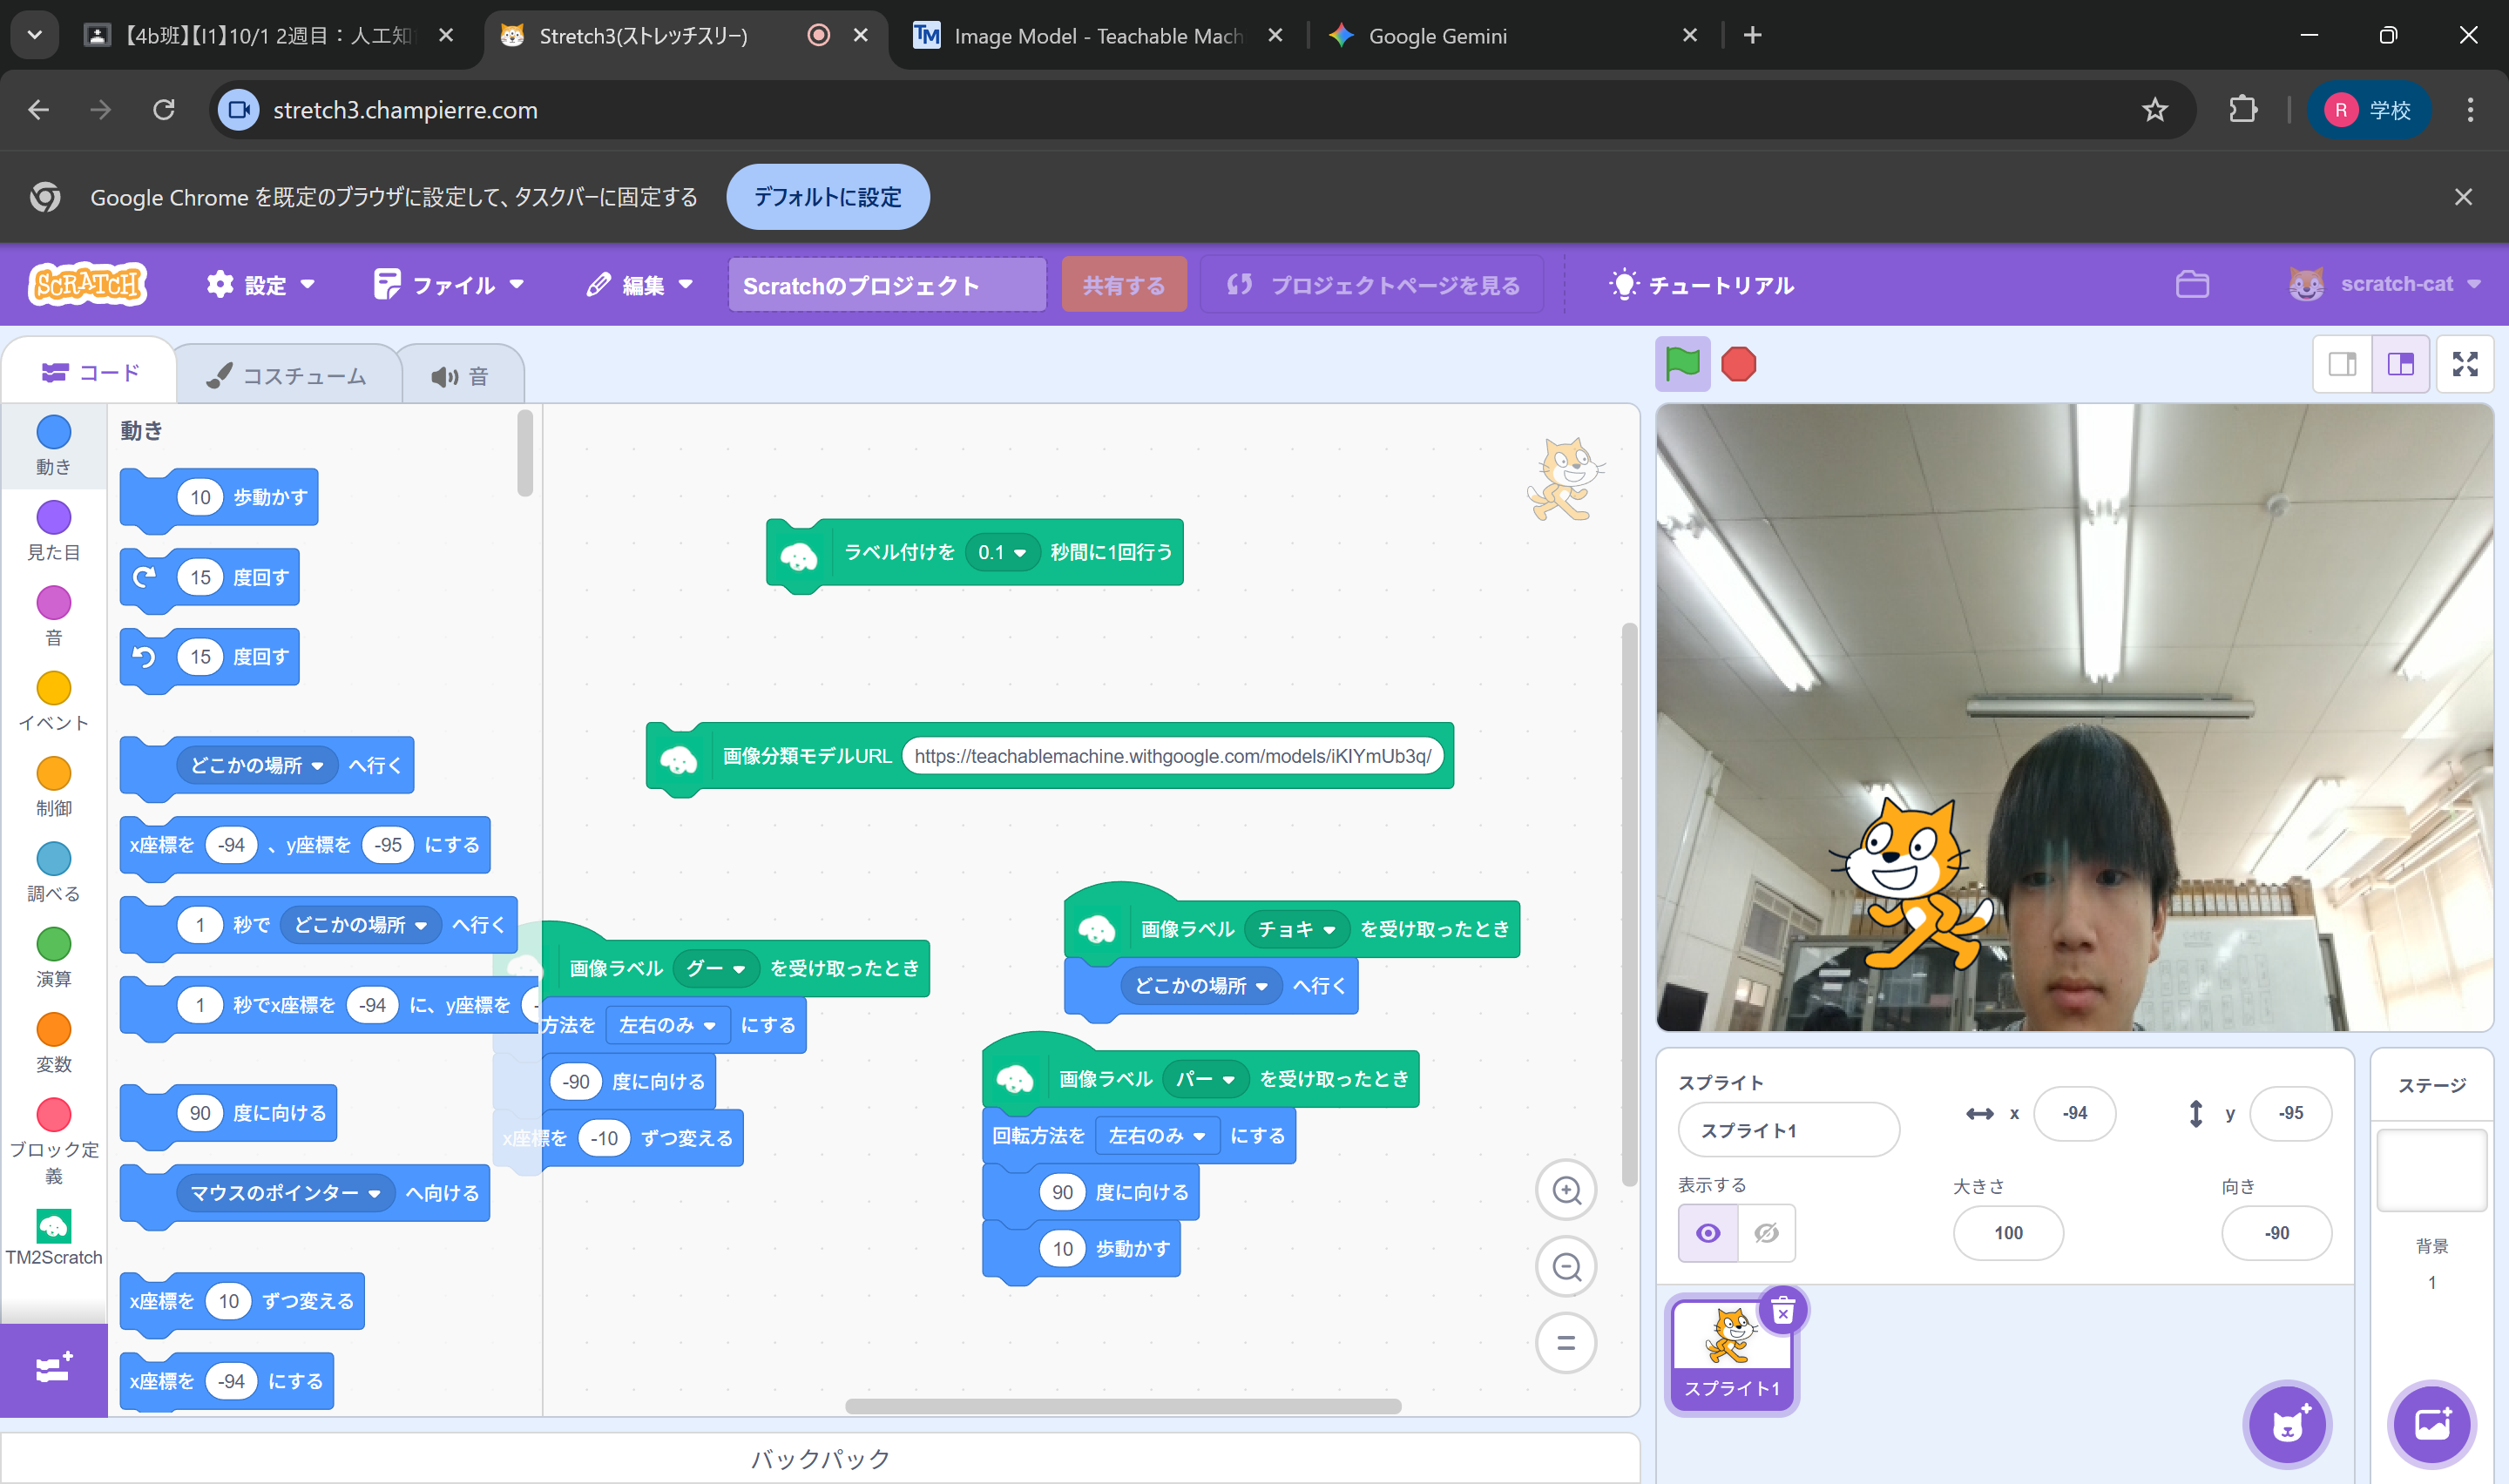 【4b班】【I1】10/1 2週目：人工知
Stretch3(ストレッチスリー)
TM
Image Model - Teachable Mach
Google Gemini
stretch3.champierre.com
R 学校
Google Chrome を既定のブラウザに設定して、タスクバーに固定する
デフォルトに設定
SCRATCH
設定
ファイル
編集
Scratchのプロジェクト
共有する
プロジェクトページを見る
チュートリアル
scratch-cat
コード
コスチューム
音
動き
見た目
音
イベント
制御
調べる
演算
変数
ブロック定
義
TM2Scratch
動き
10 歩動かす
15 度回す
15 度回す
どこかの場所 へ行く
x座標を -94 、y座標を -95 にする
1 秒で どこかの場所 へ行く
1 秒でx座標を -94 に、y座標を -
90 度に向ける
マウスのポインター へ向ける
x座標を 10 ずつ変える
x座標を -94 にする
ラベル付けを 0.1 秒間に1回行う
画像分類モデルURL https://teachablemachine.withgoogle.com/models/iKIYmUb3q/
画像ラベル グー を受け取ったとき
方法を 左右のみ にする
-90 度に向ける
x座標を -10 ずつ変える
画像ラベル チョキ を受け取ったとき
どこかの場所 へ行く
画像ラベル パー を受け取ったとき
回転方法を 左右のみ にする
90 度に向ける
10 歩動かす
バックパック
スプライト
スプライト1
x -94
y -95
表示する
大きさ
100
向き
-90
スプライト1
ステージ
背景
1